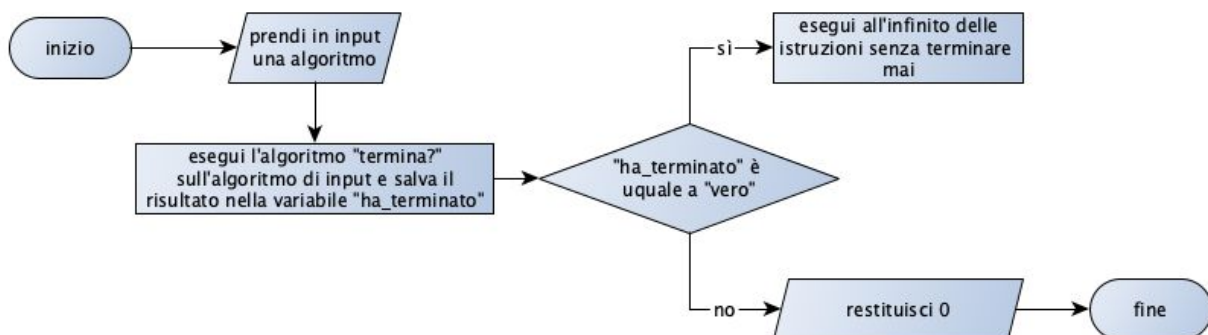 inizio
prendi in input
una algoritmo
esegui l'algoritmo "termina?"
sull'algoritmo di input e salva il
risultato nella variabile "ha_terminato"
"ha_terminato" è
uquale a "vero"
sì
esegui all'infinito delle
istruzioni senza terminare
mai
no
restituisci 0
fine